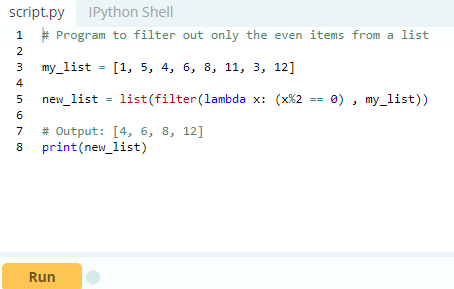 script.py IPython Shell
1 # Program to filter out only the even items from a list
2
3 my_list = [1, 5, 4, 6, 8, 11, 3, 12]
4
5 new_list = list(filter(lambda x: (x%2 == 0) , my_list))
6
7 # Output: [4, 6, 8, 12]
8 print(new_list)
Run